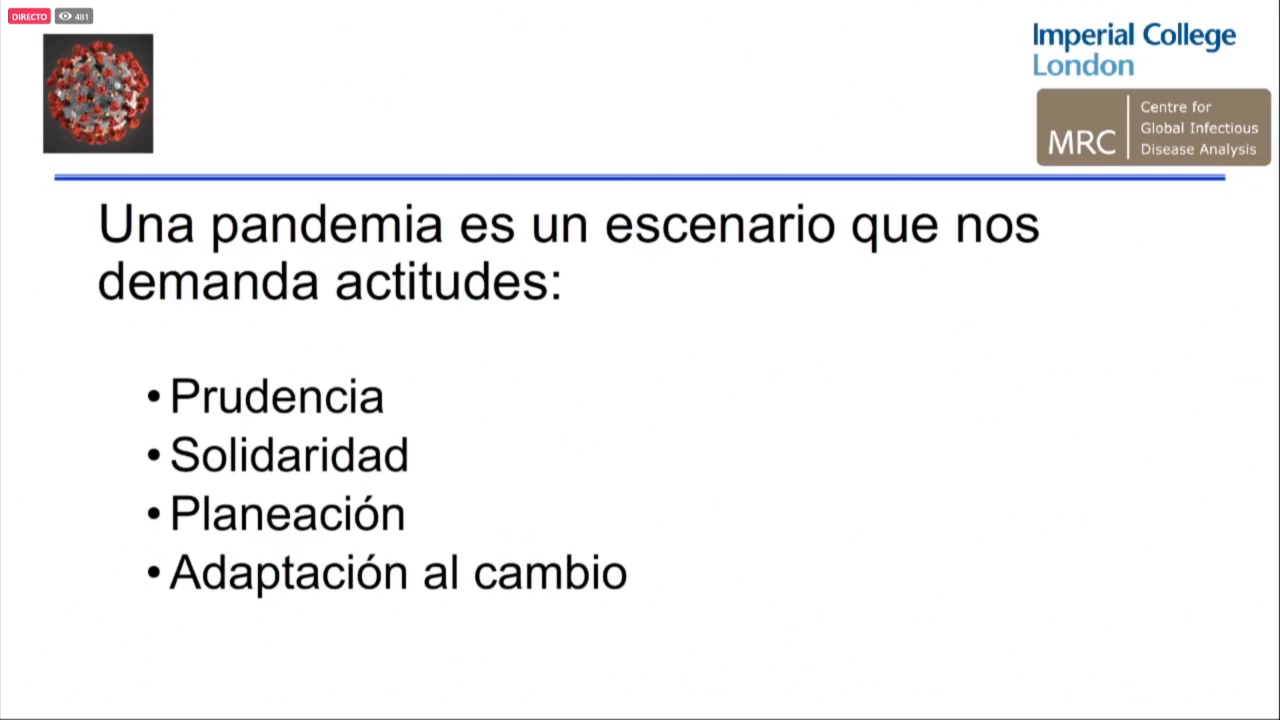 DIRECTO 481
Imperial College
London
MRC
Centre for
Global Infectious
Disease Analysis
Una pandemia es un escenario que nos
demanda actitudes:
• Prudencia
• Solidaridad
• Planeación
• Adaptación al cambio